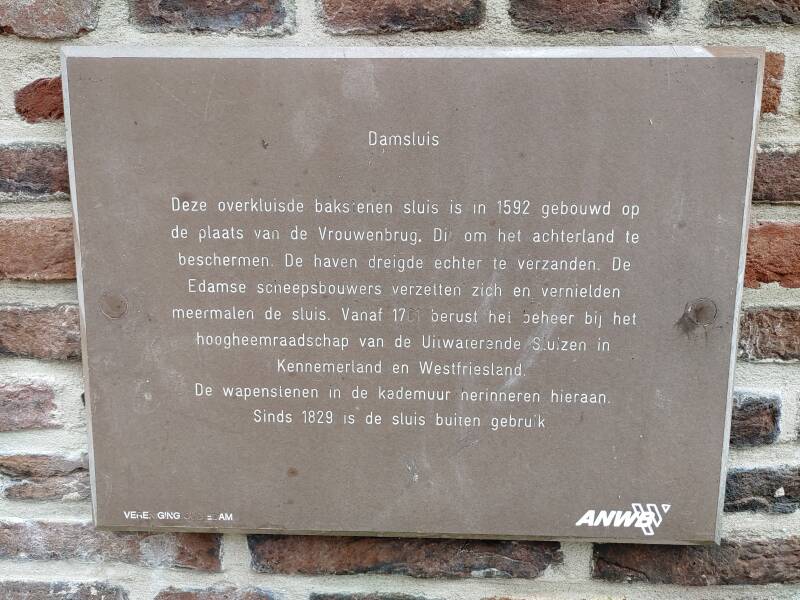 Damsluis
Deze overkluisde bakstenen sluis is in 1592 gebouwd op
de plaats van de Vrouwenbrug. Dit om het achterland te
beschermen. De haven dreigde echter te verzanden. De
Edamse scheepsbouwers verzetten zich en vernielden
meermalen de sluis. Vanaf berust het beheer bij het
hoogheemraadschap van de Uitwaterende Sluizen in
Kennemerland en Westfriesland.
De wapenstenen in de kademuur herinneren hieraan.
Sinds 1829 is de sluis buiten gebruik
VERENIGING
ANWB